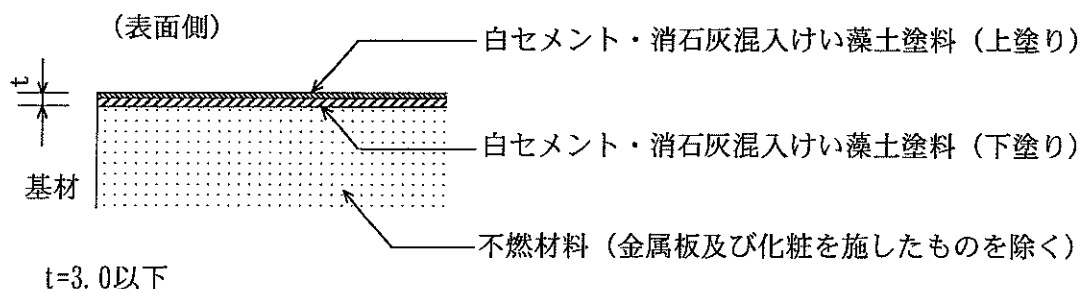 (表面側)
白セメント・消石灰混入けい藻土塗料（上塗り）
t
白セメント・消石灰混入けい藻土塗料（下塗り）
基材
不燃材料（金属板及び化粧を施したものを除く）
t=3.0以下